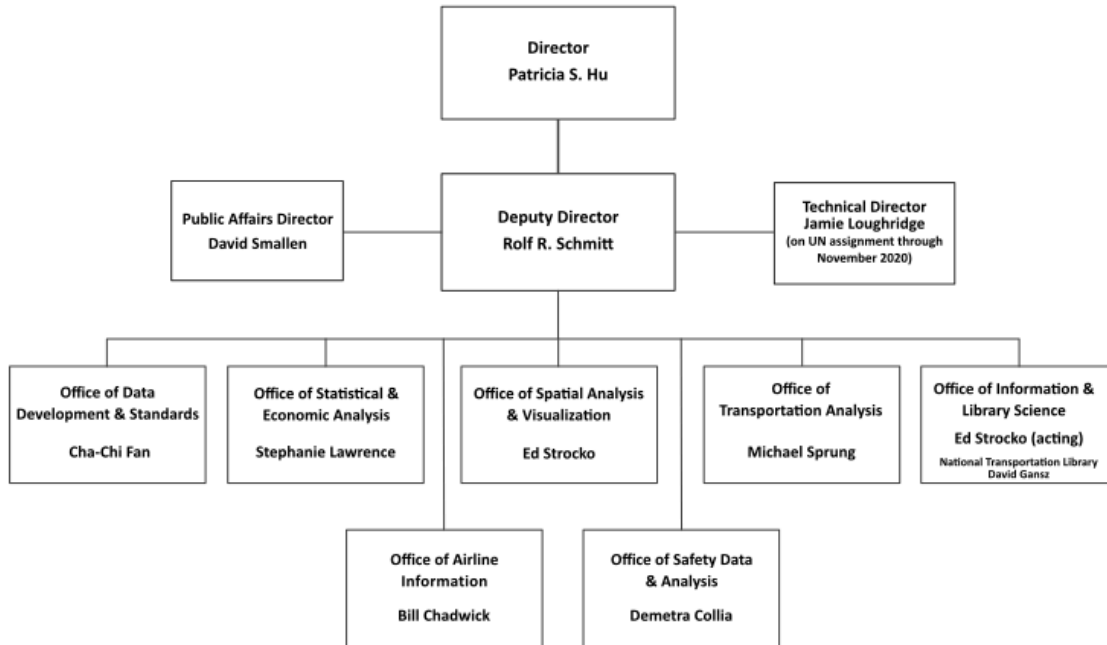 Director
Patricia S. Hu
Public Affairs Director
David Smallen
Deputy Director
Rolf R. Schmitt
Technical Director
Jamie Loughridge
(on UN assignment through
November 2020)
Office of Data
Development & Standards
Cha-Chi Fan
Office of Statistical &
Economic Analysis
Stephanie Lawrence
Office of Spatial Analysis
& Visualization
Ed Strocko
Office of
Transportation Analysis
Michael Sprung
Office of Information &
Library Science
Ed Strocko (acting)
National Transportation Library
David Gansz
Office of Airline
Information
Bill Chadwick
Office of Safety Data
& Analysis
Demetra Collia